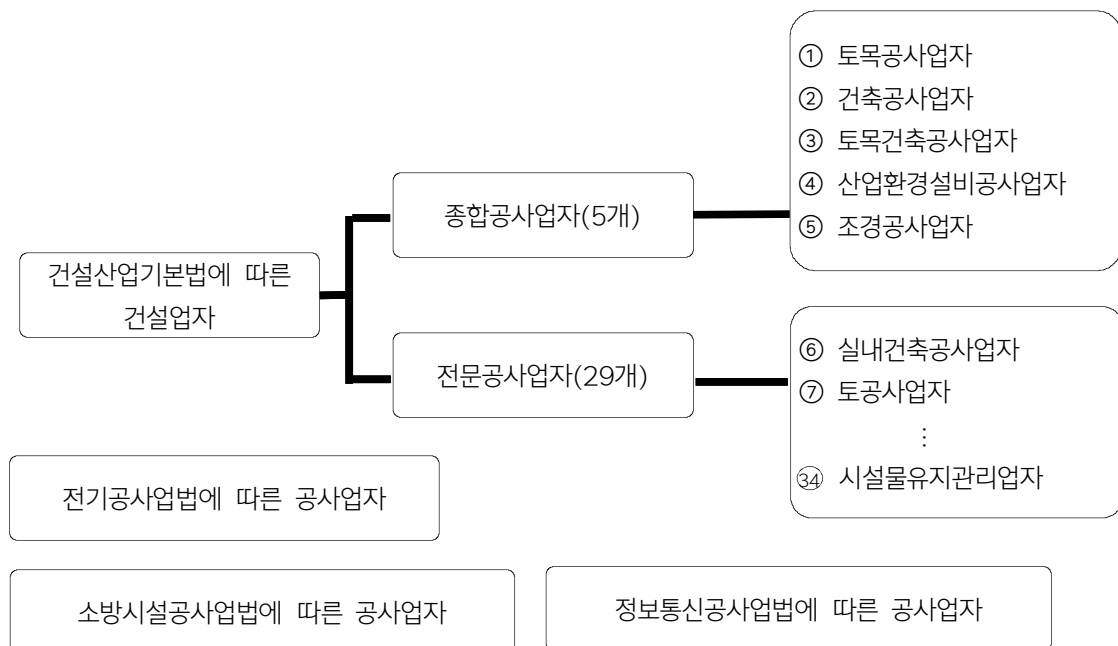 ① 토목공사업자
② 건축공사업자
③ 토목건축공사업자
④ 산업환경설비공사업자
⑤ 조경공사업자
종합공사업자(5개)
건설산업기본법에 따른
건설업자
전문공사업자(29개)
⑥ 실내건축공사업자
⑦ 토공사업자
⋮
㉞ 시설물유지관리업자
전기공사업법에 따른 공사업자
소방시설공사업법에 따른 공사업자
정보통신공사업법에 따른 공사업자